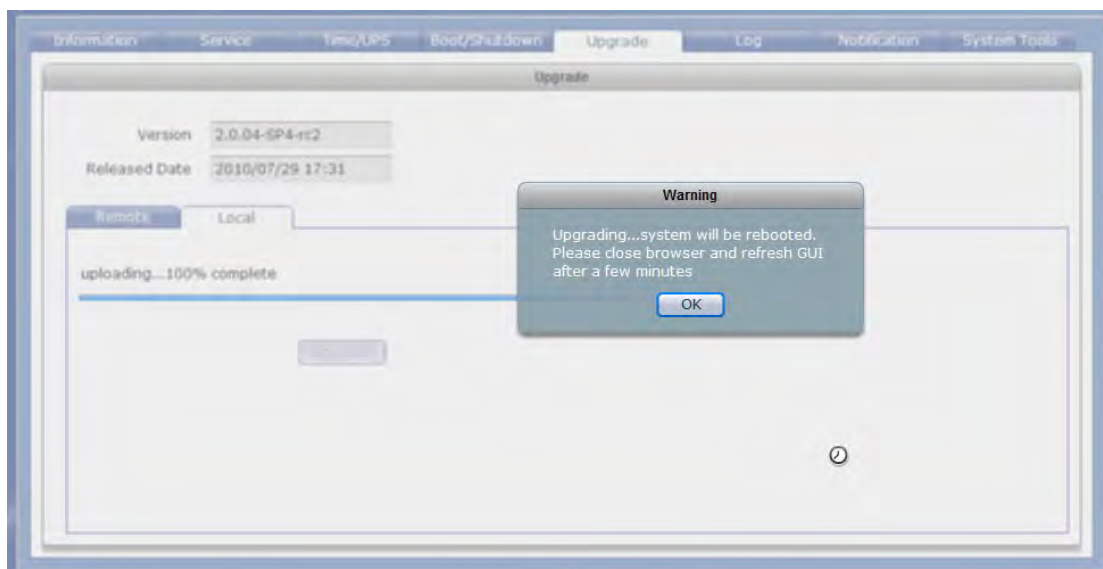 Information Service Time/UPS Boot/Shutdown Upgrade Log Notification System Tools
Upgrade
Version 2.0.04-SP4-rc2
Released Date 2010/07/29 17:31
Remote Local
uploading...100% complete
Warning
Upgrading...system will be rebooted.
Please close browser and refresh GUI
after a few minutes
OK